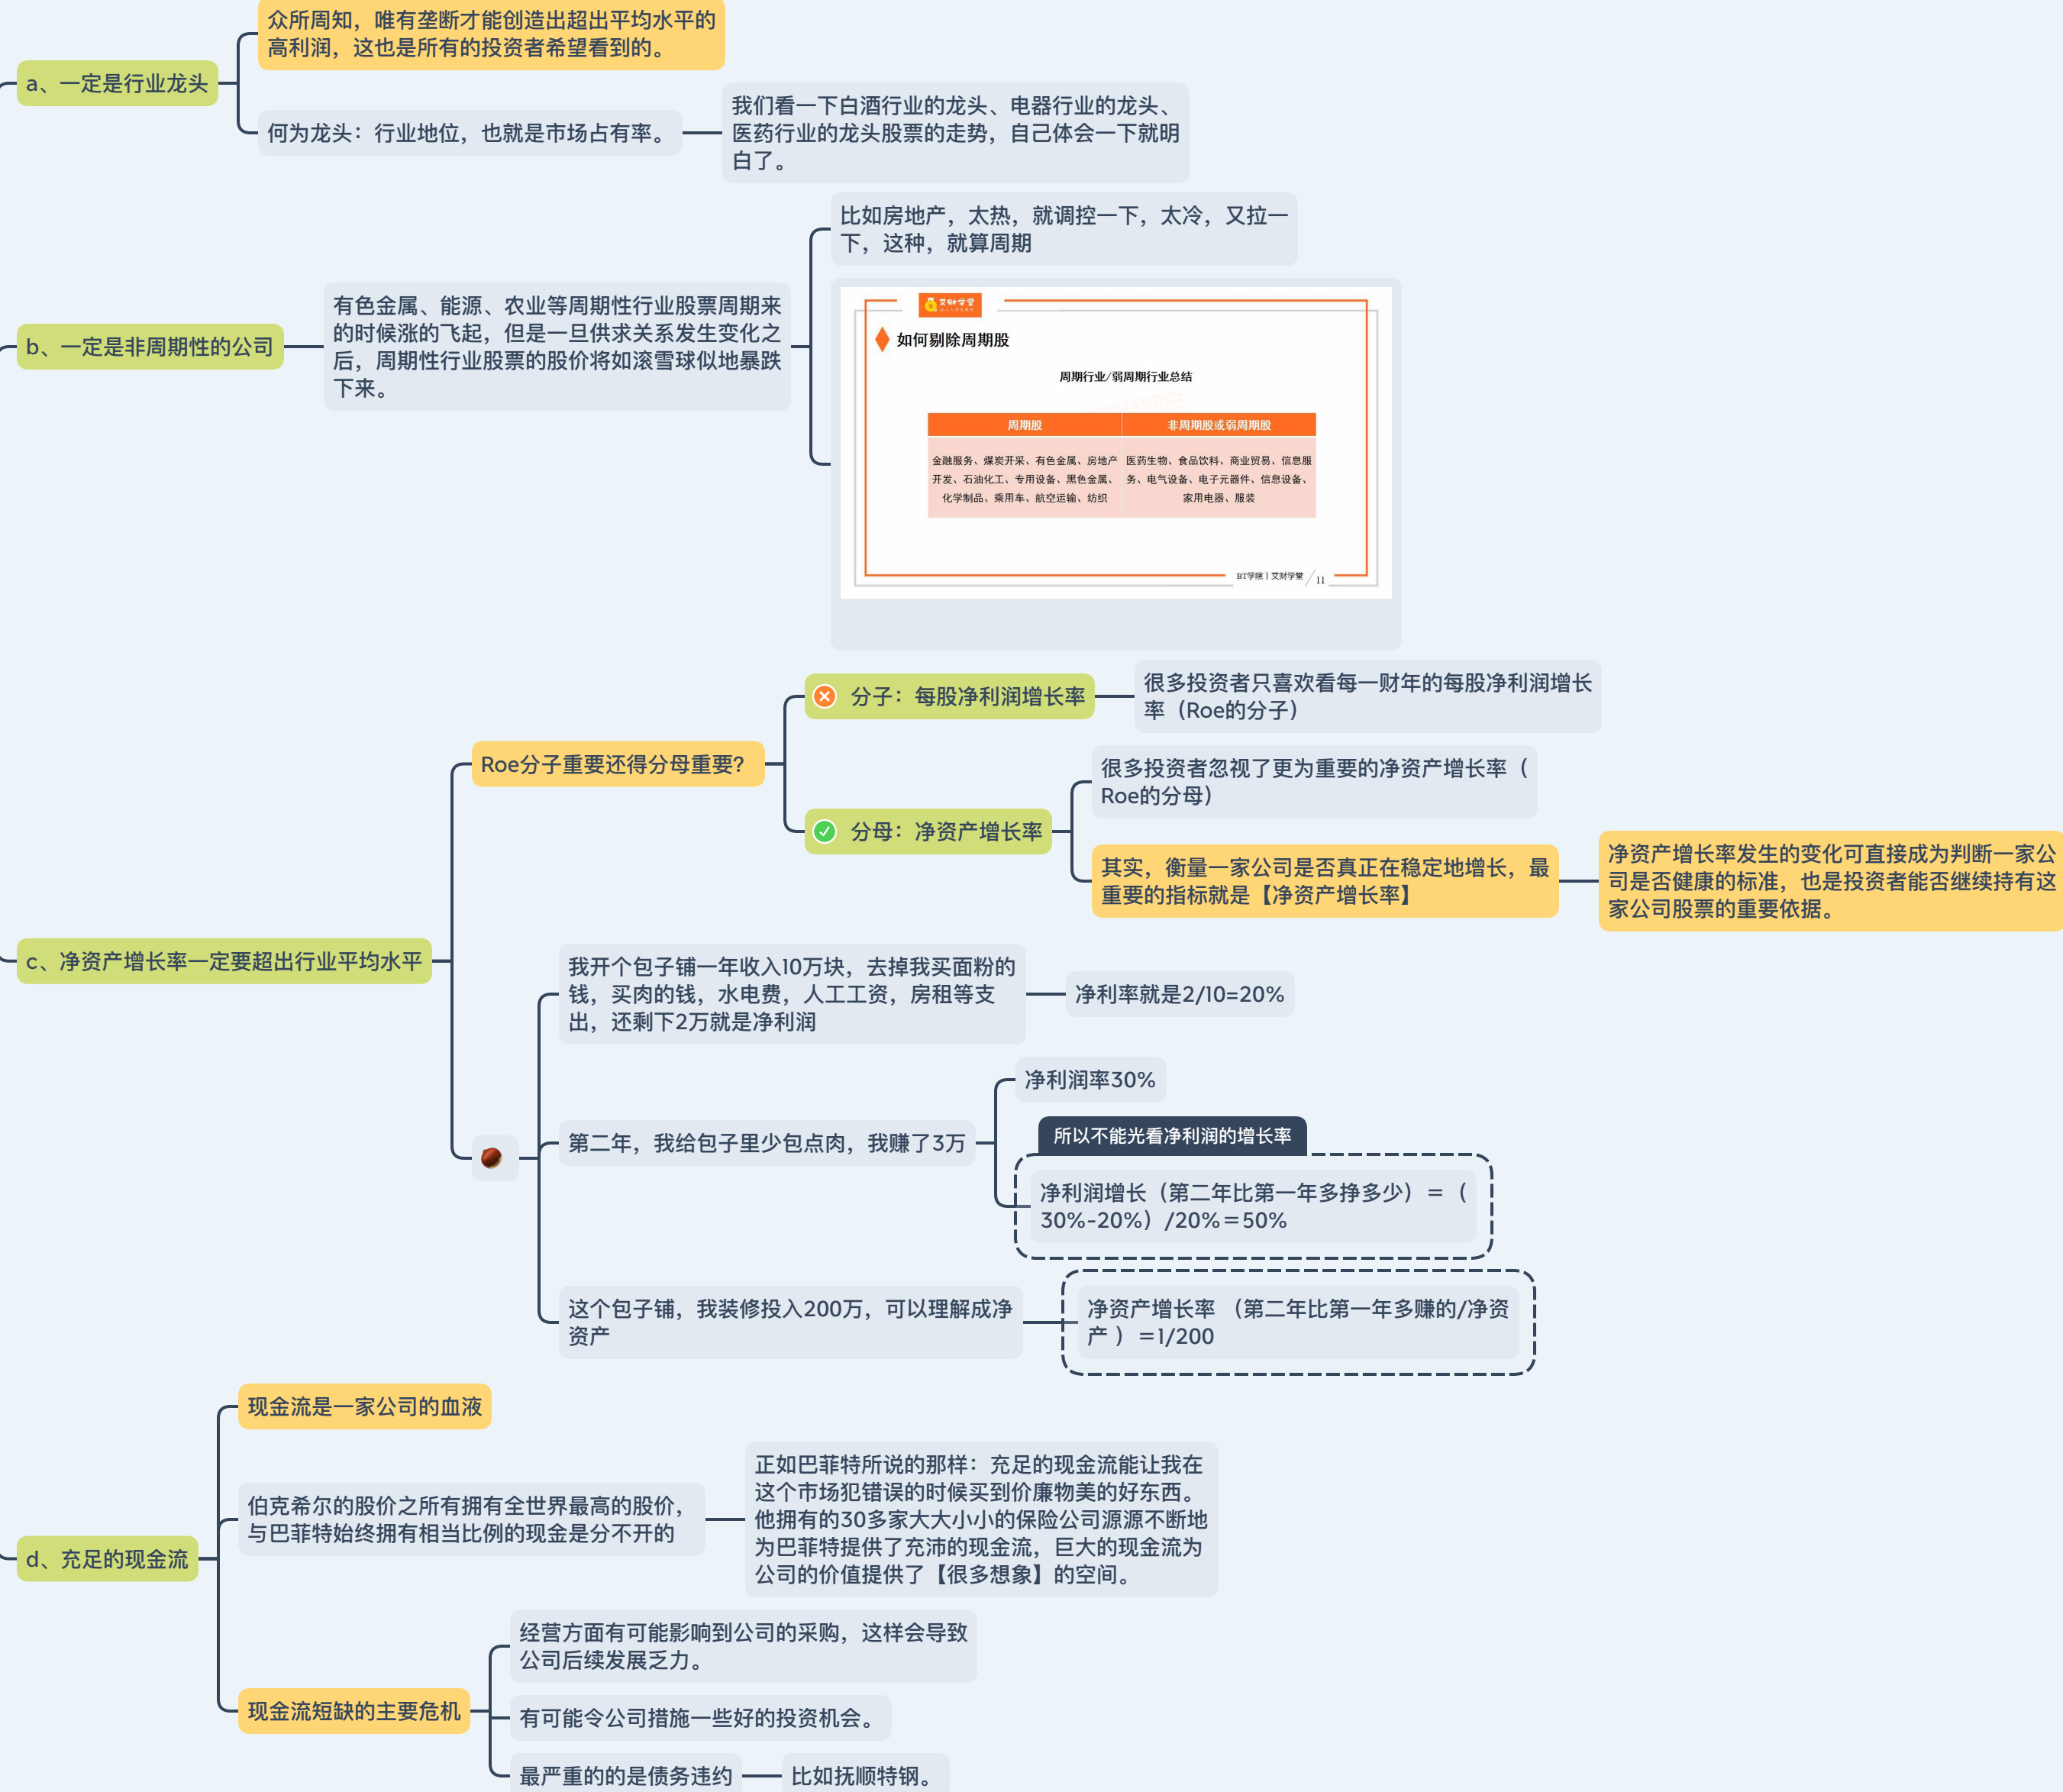 a、一定是行业龙头
众所周知，唯有垄断才能创造出超出平均水平的
高利润，这也是所有的投资者希望看到的。
何为龙头：行业地位，也就是市场占有率。
我们看一下白酒行业的龙头、电器行业的龙头、
医药行业的龙头股票的走势，自己体会一下就明
白了。
b、一定是非周期性的公司
有色金属、能源、农业等周期性行业股票周期来
的时候涨的飞起，但是一旦供求关系发生变化之
后，周期性行业股票的股价将如滚雪球似地暴跌
下来。
比如房地产，太热，就调控一下，太冷，又拉一
下，这种，就算周期
艾财学堂
如何剔除周期股
周期行业/弱周期行业总结
周期股
非周期股或弱周期股
金融服务、煤炭开采、有色金属、房地产
开发、石油化工、专用设备、黑色金属、
化学制品、乘用车、航空运输、纺织
医药生物、食品饮料、商业贸易、信息服
务、电气设备、电子元器件、信息设备、
家用电器、服装
BT学院丨艾财学堂
11
c、净资产增长率一定要超出行业平均水平
Roe分子重要还得分母重要？
分子：每股净利润增长率
很多投资者只喜欢看每一财年的每股净利润增长
率（Roe的分子）
分母：净资产增长率
很多投资者忽视了更为重要的净资产增长率（
Roe的分母）
其实，衡量一家公司是否真正在稳定地增长，最
重要的指标就是【净资产增长率】
净资产增长率发生的变化可直接成为判断一家公
司是否健康的标准，也是投资者能否继续持有这
家公司股票的重要依据。
我开个包子铺一年收入10万块，去掉我买面粉的
钱，买肉的钱，水电费，人工工资，房租等支
出，还剩下2万就是净利润
净利率就是2/10=20%
第二年，我给包子里少包点肉，我赚了3万
净利润率30%
所以不能光看净利润的增长率
净利润增长（第二年比第一年多挣多少）＝（
30%-20%）/20%＝50%
这个包子铺，我装修投入200万，可以理解成净
资产
净资产增长率 （第二年比第一年多赚的/净资
产 ）＝1/200
d、充足的现金流
现金流是一家公司的血液
伯克希尔的股价之所有拥有全世界最高的股价，
与巴菲特始终拥有相当比例的现金是分不开的
正如巴菲特所说的那样：充足的现金流能让我在
这个市场犯错误的时候买到价廉物美的好东西。
他拥有的30多家大大小小的保险公司源源不断地
为巴菲特提供了充沛的现金流，巨大的现金流为
公司的价值提供了【很多想象】的空间。
现金流短缺的主要危机
经营方面有可能影响到公司的采购，这样会导致
公司后续发展乏力。
有可能令公司措施一些好的投资机会。
最严重的的是债务违约
比如抚顺特钢。